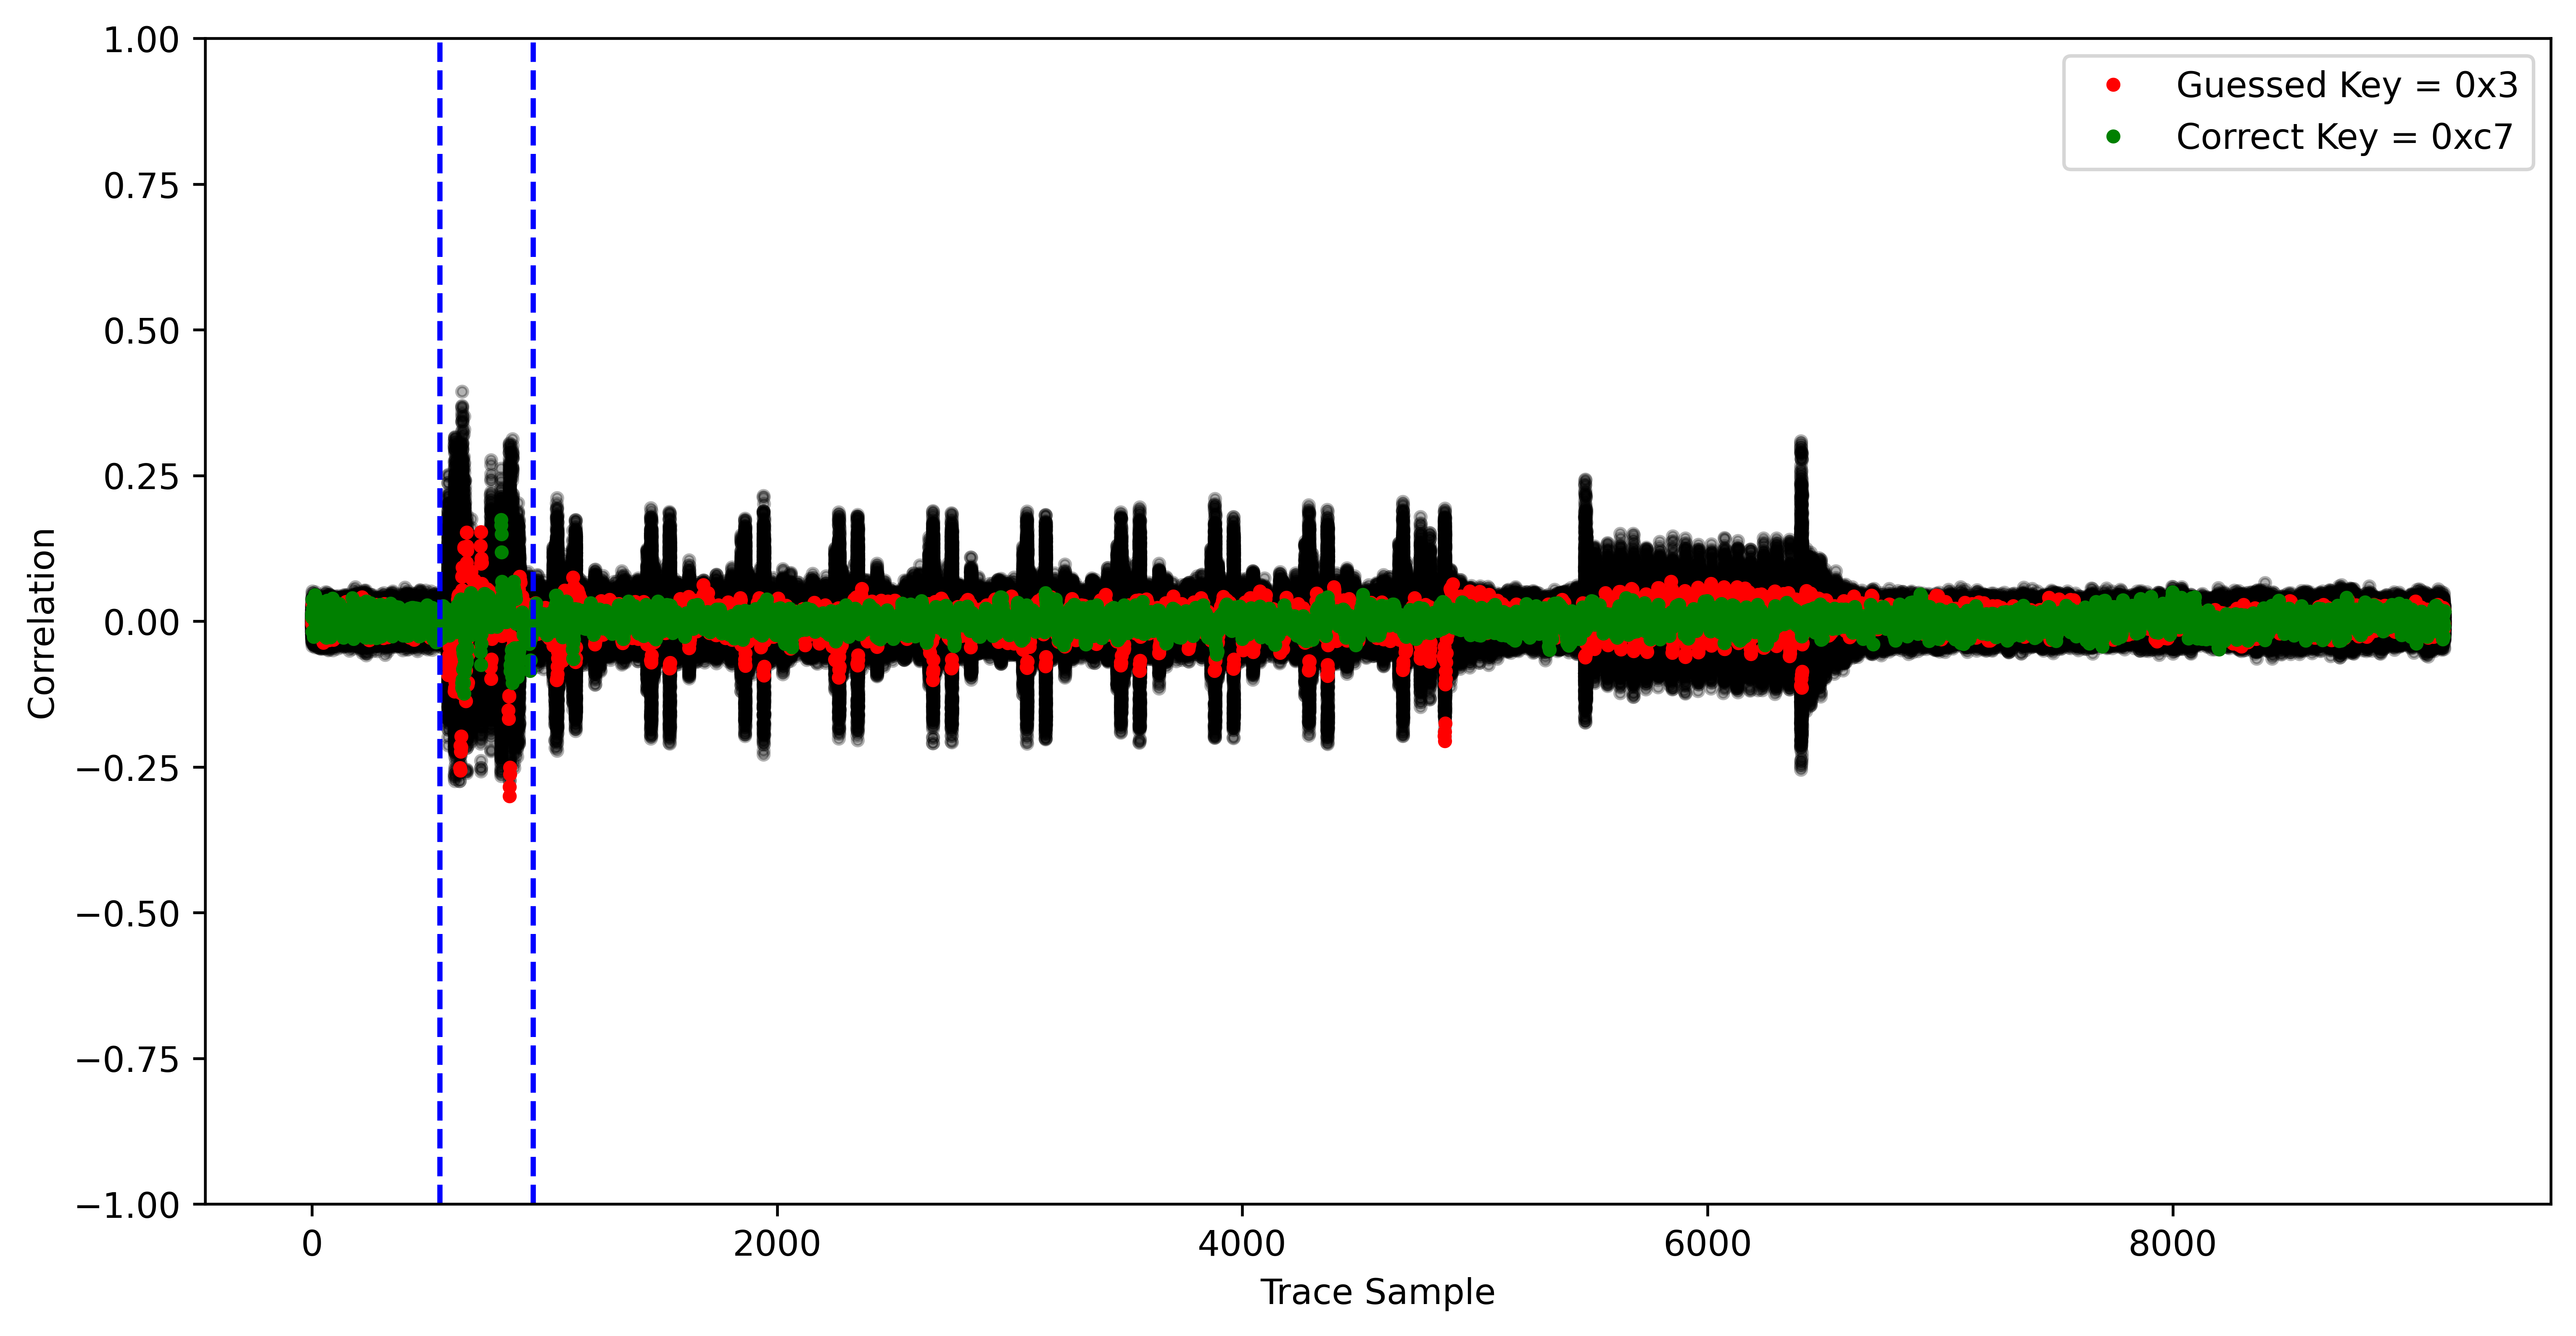 1.00
0.75
0.50
0.25
0.00
−0.25
−0.50
−0.75
−1.00
Correlation
0 2000 4000 6000 8000
Trace Sample
Guessed Key = 0x3
Correct Key = 0xc7